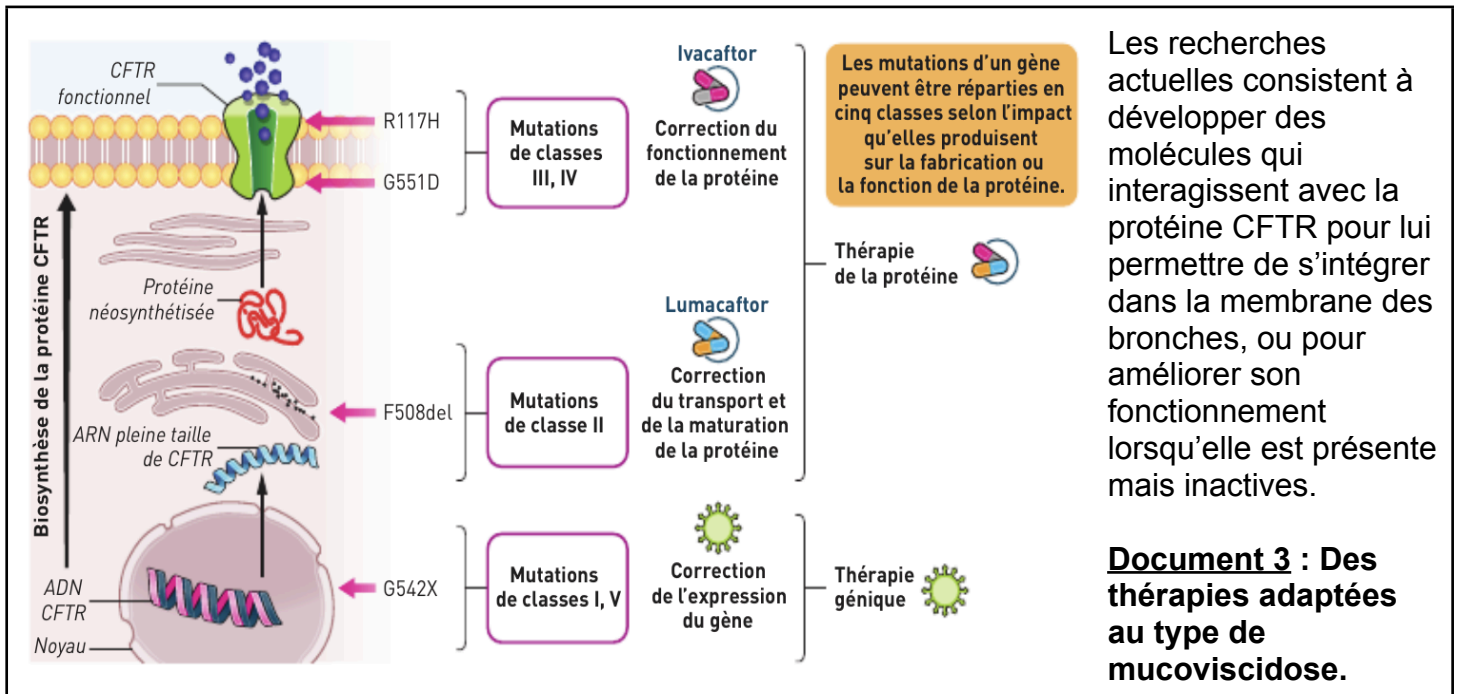 CFTR
fonctionnel
R117H
G551D
Biosynthèse de la protéine CFTR
Protéine
néosynthétisée
F508del
ARN pleine taille
de CFTR
ADN
CFTR
Noyau
G542X
Mutations
de classes
III, IV
Mutations
de classe II
Mutations
de classes I, V
Ivacaftor
Correction du
fonctionnement
de la protéine
Lumacaftor
Correction
du transport et
de la maturation
de la protéine
Correction
de l'expression
du gène
Les mutations d'un gène
peuvent être réparties en
cinq classes selon l'impact
qu'elles produisent
sur la fabrication ou
la fonction de la protéine.
Thérapie
de la protéine
Thérapie
génique
Les recherches
actuelles consistent à
développer des
molécules qui
interagissent avec la
protéine CFTR pour lui
permettre de s'intégrer
dans la membrane des
bronches, ou pour
améliorer son
fonctionnement
lorsqu'elle est présente
mais inactives.
Document 3 : Des
thérapies adaptées
au type de
mucoviscidose.